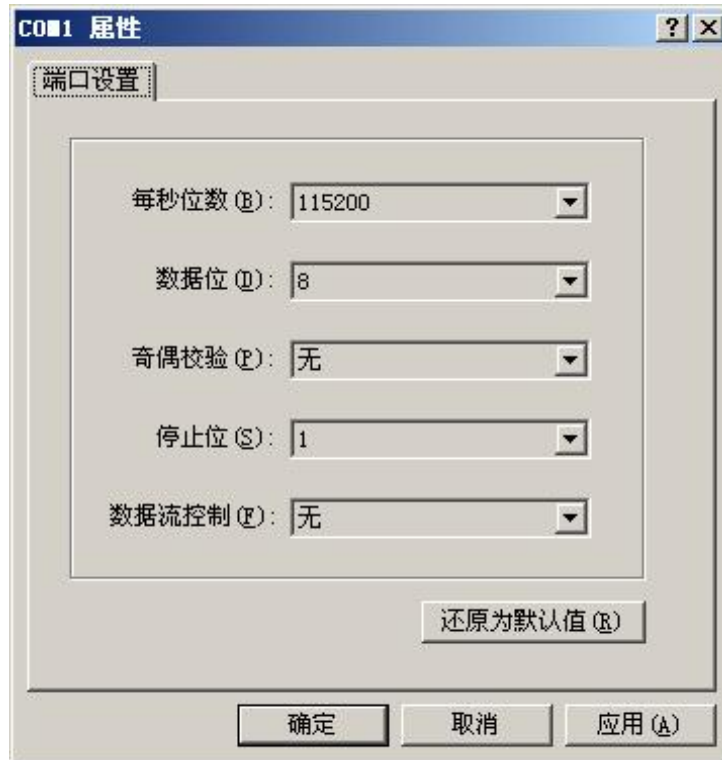 COM1 属性
端口设置
每秒位数(B): 115200
数据位(D): 8
奇偶校验(P): 无
停止位(S): 1
数据流控制(F): 无
还原为默认值(R)
确定 取消 应用(A)